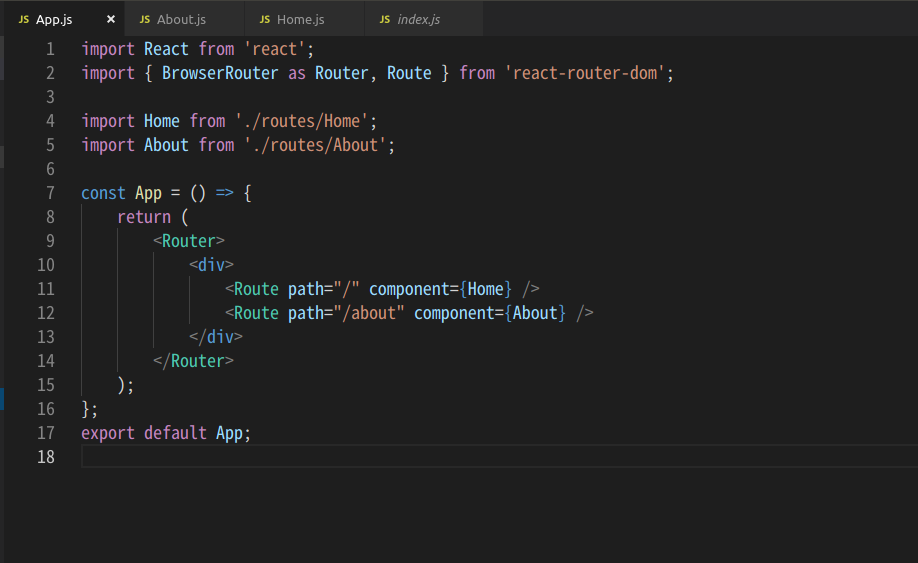 JS App.js × JS About.js JS Home.js JS index.js
1 import React from 'react';
2 import { BrowserRouter as Router, Route } from 'react-router-dom';
3
4 import Home from './routes/Home';
5 import About from './routes/About';
6
7 const App = () => {
8     return (
9         <Router>
10             <div>
11                 <Route path="/" component={Home} />
12                 <Route path="/about" component={About} />
13             </div>
14         </Router>
15     );
16 };
17 export default App;
18